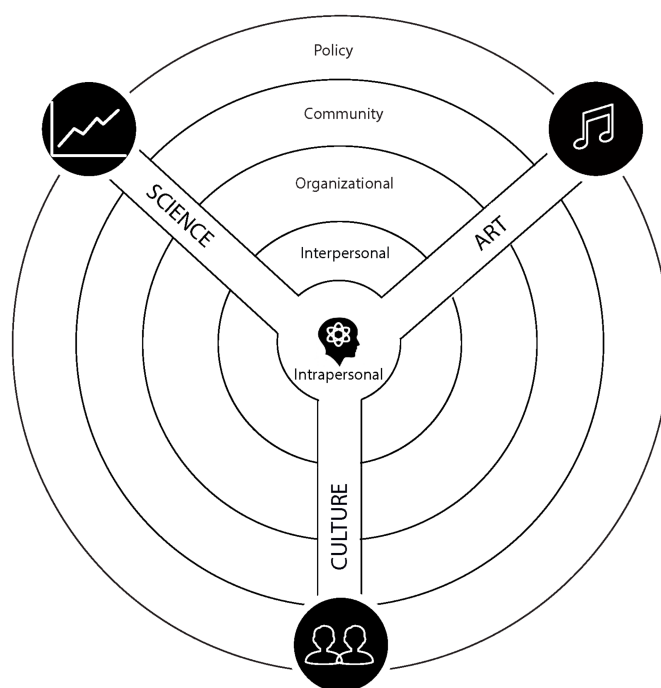 Policy
Community
Organizational
Interpersonal
SCIENCE
ART
Intrapersonal
CULTURE